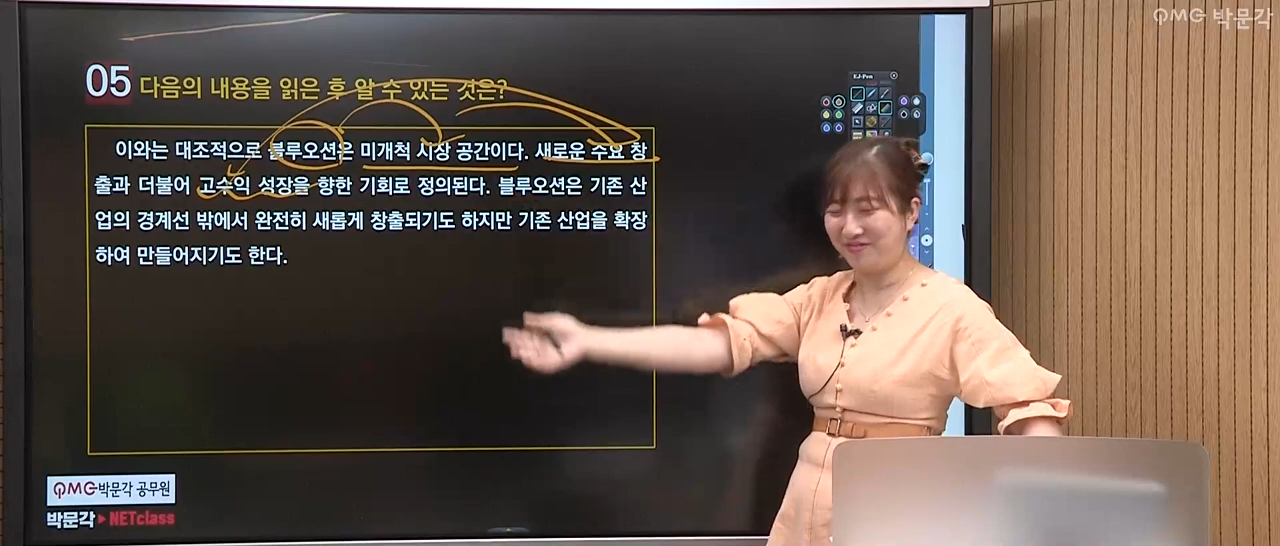 PMG 박문각
05 다음의 내용을 읽은 후 알 수 있는 것은?
EJ-Pen
이와는 대조적으로 블루오션은 미개척 시장 공간이다. 새로운 수요 창
출과 더불어 고수익 성장을 향한 기회로 정의된다. 블루오션은 기존 산
업의 경계선 밖에서 완전히 새롭게 창출되기도 하지만 기존 산업을 확장
하여 만들어지기도 한다.
PMG 박문각 공무원
박문각 NETclass